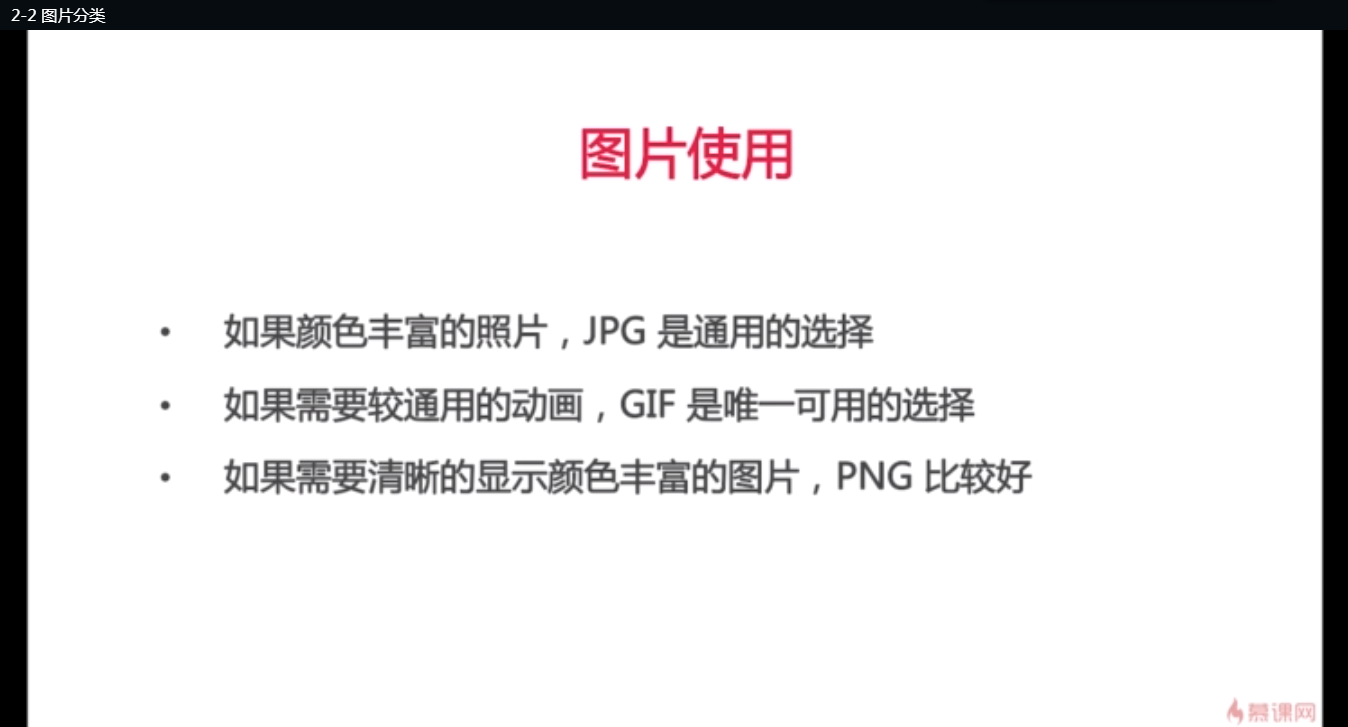 2-2 图片分类
图片使用
• 如果颜色丰富的照片，JPG 是通用的选择
• 如果需要较通用的动画，GIF 是唯一可用的选择
• 如果需要清晰的显示颜色丰富的图片，PNG 比较好
慕课网